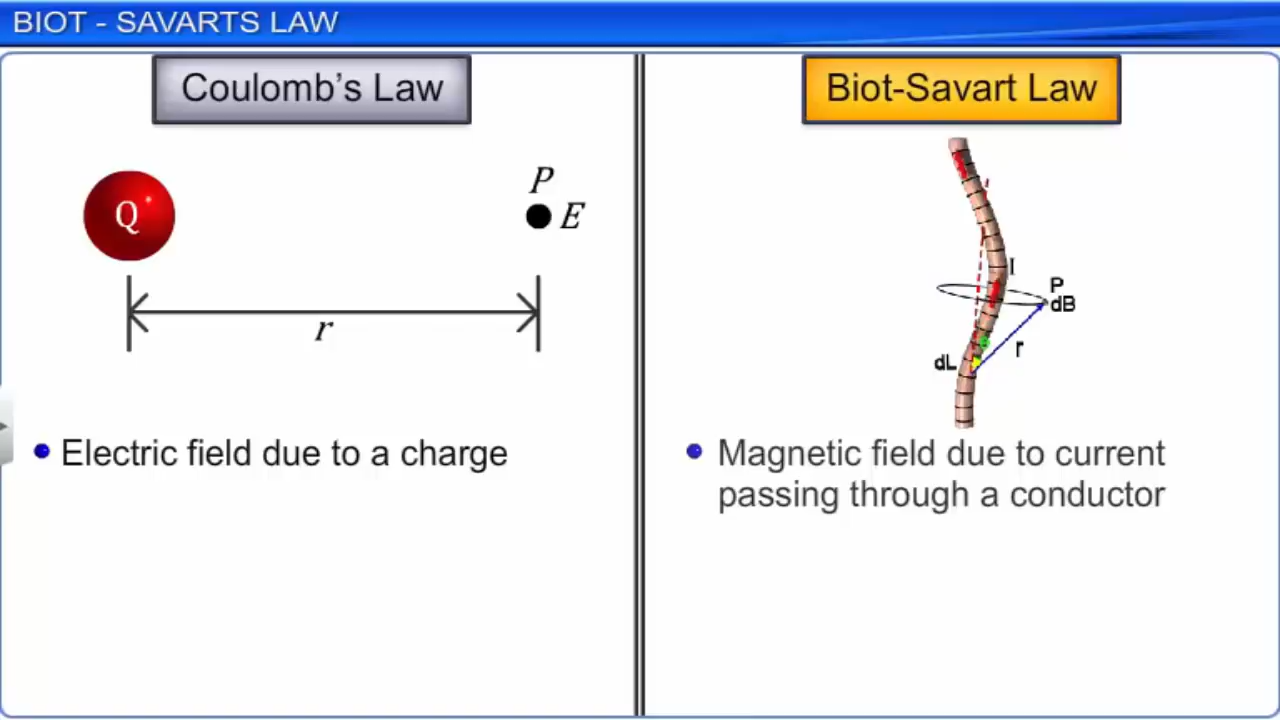 BIOT - SAVARTS LAW
Coulomb’s Law
Q
P
E
r
Electric field due to a charge
Biot-Savart Law
I
P
dB
r
dL
Magnetic field due to current
passing through a conductor